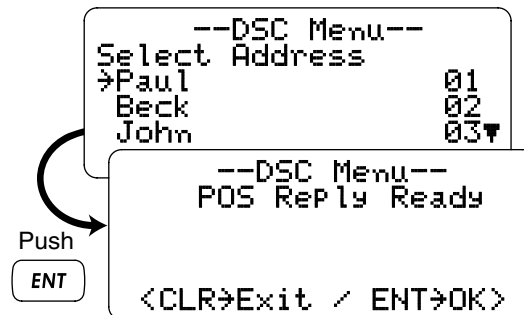 --DSC Menu--
Select Address
→Paul 01
Beck 02
John 03▼
--DSC Menu--
POS Reply Ready
Push
ENT
<CLR→Exit / ENT→OK>